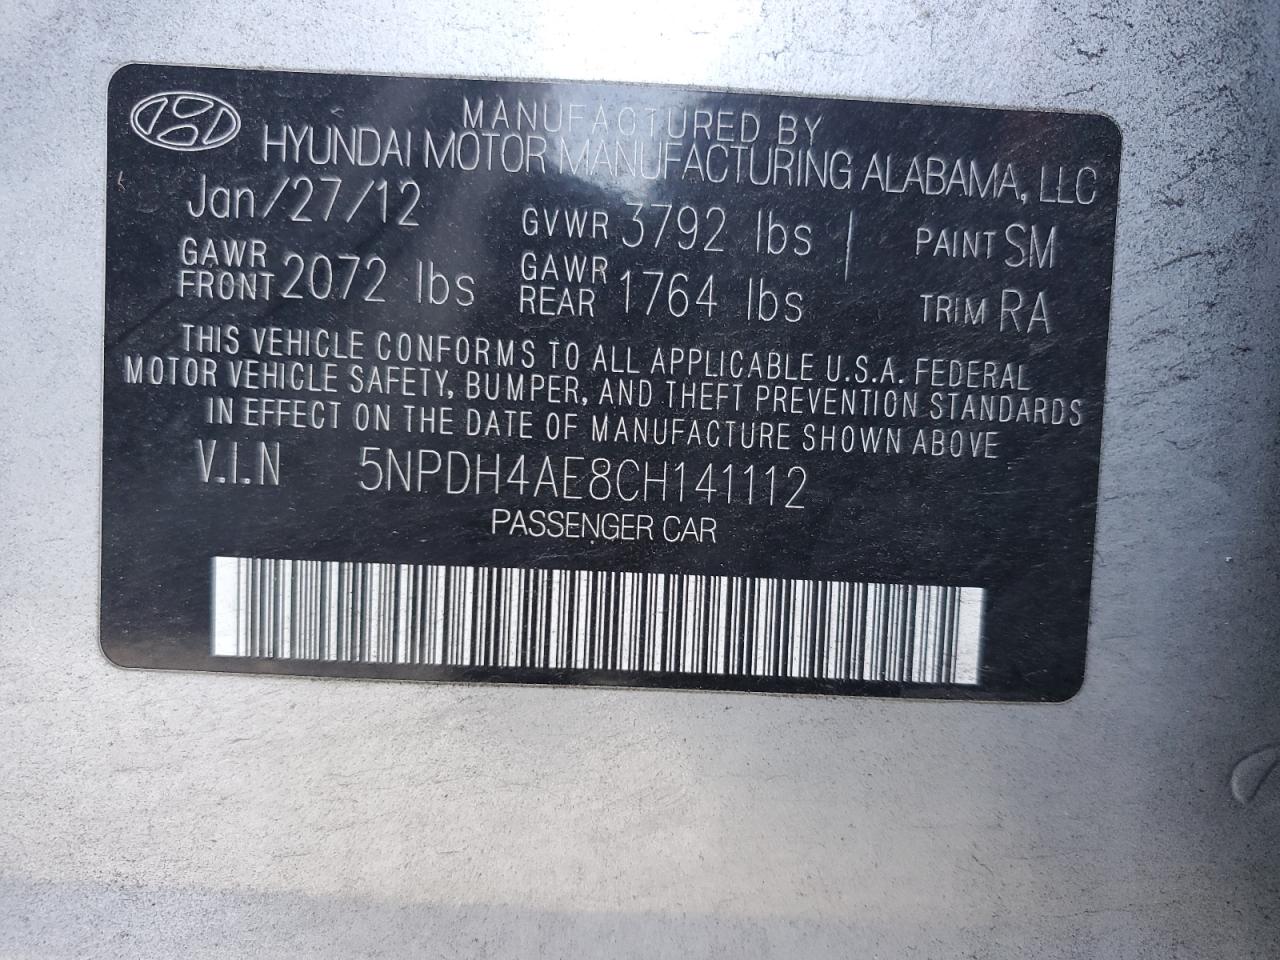 MANUFACTURED BY
HYUNDAI MOTOR MANUFACTURING ALABAMA, LLC
Jan/27/12 GVWR 3792 lbs PAINT SM
GAWR FRONT 2072 lbs GAWR REAR 1764 lbs TRIM RA
THIS VEHICLE CONFORMS TO ALL APPLICABLE U.S.A. FEDERAL
MOTOR VEHICLE SAFETY, BUMPER, AND THEFT PREVENTION STANDARDS
IN EFFECT ON THE DATE OF MANUFACTURE SHOWN ABOVE
V.I.N 5NPDH4AE8CH141112
PASSENGER CAR